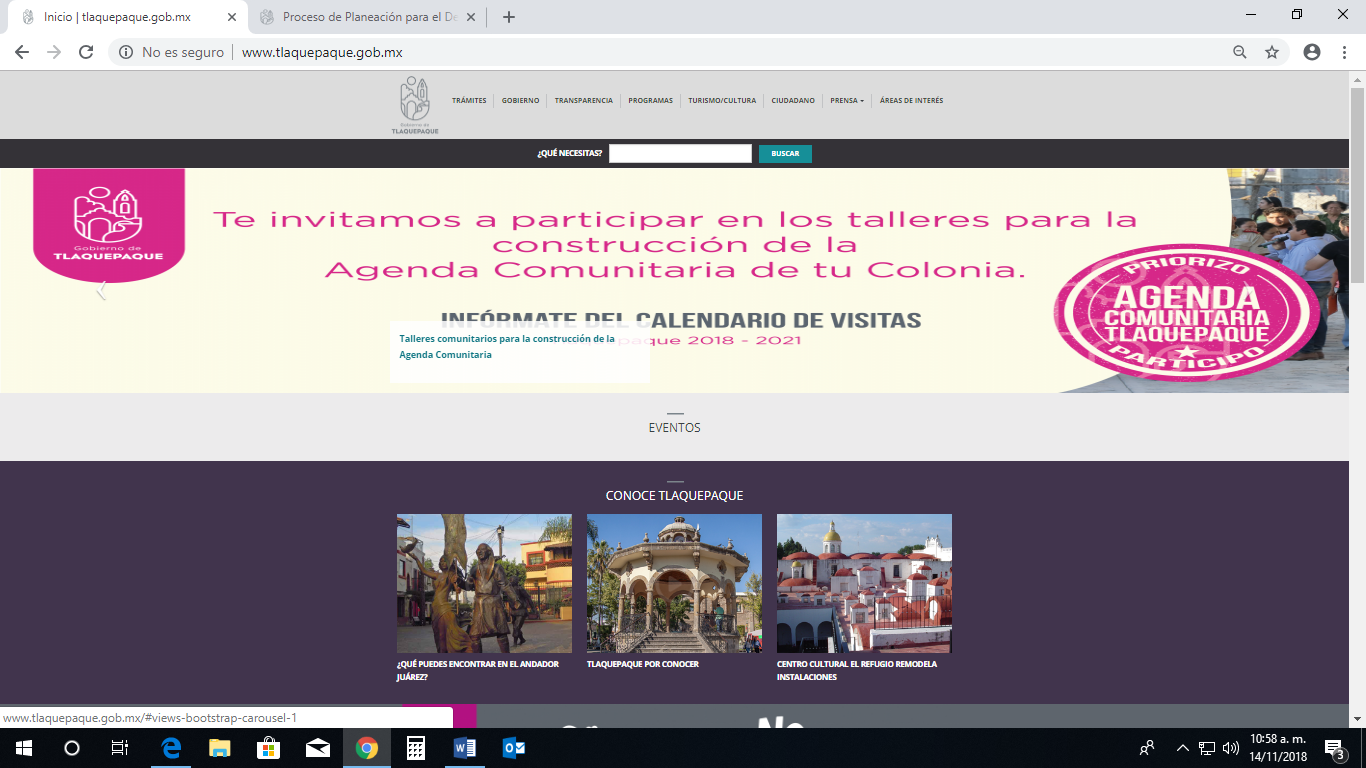 Inicio | tlaquepaque.gob.mx
Proceso de Planeación para el De
No es seguro
www.tlaquepaque.gob.mx
Gobierno de
TLAQUEPAQUE
TRÁMITES
GOBIERNO
TRANSPARENCIA
PROGRAMAS
TURISMO/CULTURA
CIUDADANO
PRENSA
ÁREAS DE INTERÉS
¿QUÉ NECESITAS?
BUSCAR
Gobierno de
TLAQUEPAQUE
Te invitamos a participar en los talleres para la
construcción de la
Agenda Comunitaria de tu Colonia.
INFÓRMATE DEL CALENDARIO DE VISITAS
paque 2018 - 2021
PRIORIZO
AGENDA
COMUNITARIA
TLAQUEPAQUE
PARTICIPO
Talleres comunitarios para la construcción de la
Agenda Comunitaria
EVENTOS
CONOCE TLAQUEPAQUE
¿QUÉ PUEDES ENCONTRAR EN EL ANDADOR
JUÁREZ?
TLAQUEPAQUE POR CONOCER
CENTRO CULTURAL EL REFUGIO REMODELA
INSTALACIONES
www.tlaquepaque.gob.mx/#views-bootstrap-carousel-1
10:58 a. m.
14/11/2018
3